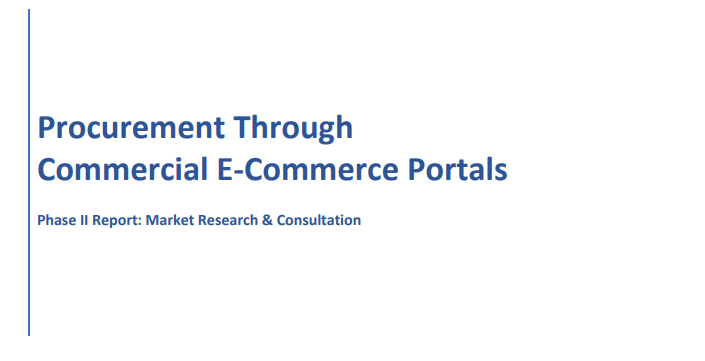 Procurement Through
Commercial E-Commerce Portals
Phase II Report: Market Research & Consultation